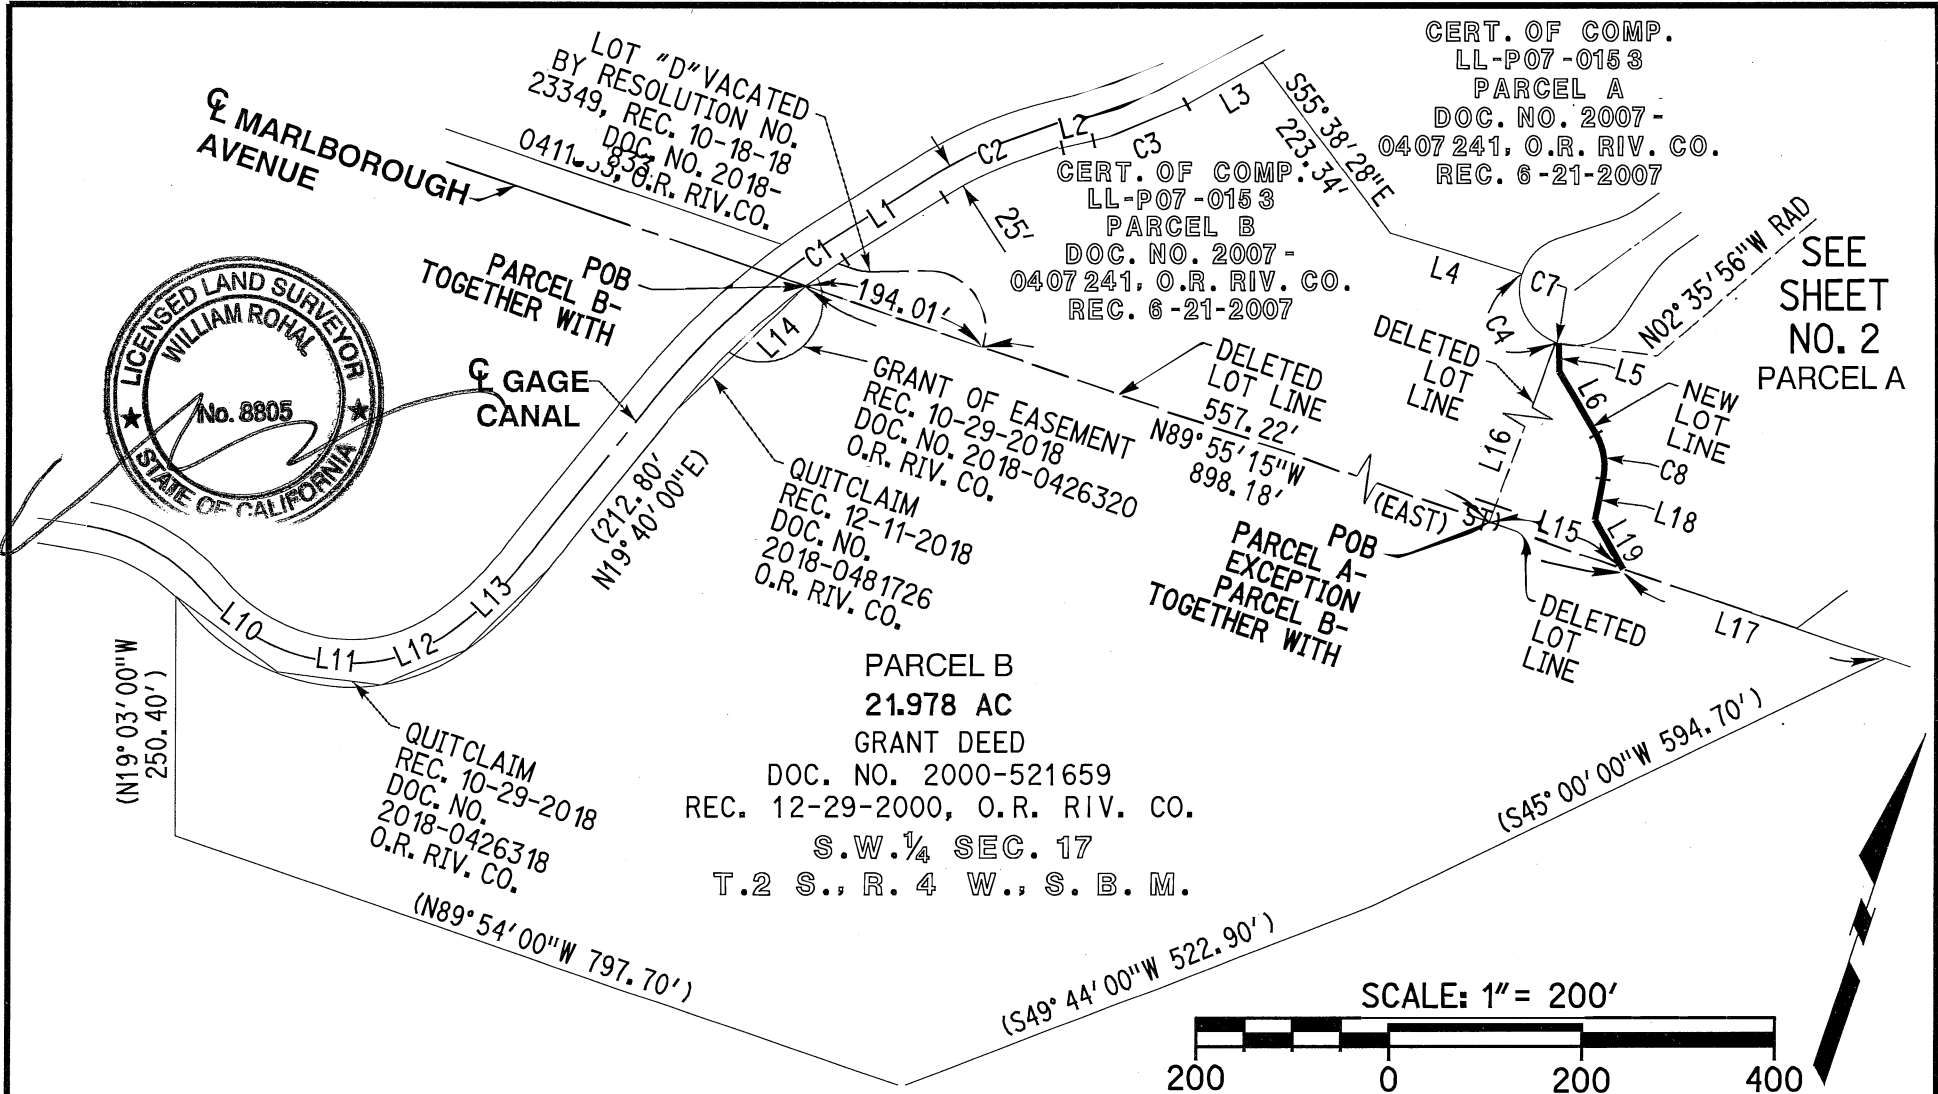 LOT "D" VACATED
BY RESOLUTION NO.
23349, REC. 10-18-18
DOC. NO. 2018-
O.R. RIV.CO.
℄ MARLBOROUGH
AVENUE
CERT. OF COMP.
LL-P07-0153
PARCEL A
DOC. NO. 2007-
0407241, O.R. RIV. CO.
REC. 6-21-2007
CERT. OF COMP.
LL-P07-0153
PARCEL B
DOC. NO. 2007-
0407241, O.R. RIV. CO.
REC. 6-21-2007
S55°38'28"E
223.34'
N02°35'56"W RAD
SEE
SHEET
NO. 2
PARCEL A
C1
L1
C2
L2
C3
L3
25'
L4
C7
C4
L5
L6
C8
L18
L19
L15
L16
L17
NEW
LOT
LINE
DELETED
LOT
LINE
POB
PARCEL B-
TOGETHER WITH
194.01'
L14
℄ GAGE
CANAL
LICENSED LAND SURVEYOR
WILLIAM ROHAL
No. 8805
STATE OF CALIFORNIA
DELETED
LOT LINE
557.22'
N89°55'15"W
898.18'
(EAST)
GRANT OF EASEMENT
REC. 10-29-2018
DOC. NO. 2018-0426320
O.R. RIV. CO.
QUITCLAIM
REC. 12-11-2018
DOC. NO.
2018-0481726
O.R. RIV. CO.
(212.80'
N19°40'00"E)
POB
PARCEL A-
EXCEPTION
PARCEL B-
TOGETHER WITH
DELETED
LOT
LINE
L10
L11
L12
L13
(N19°03'00"W
250.40')
QUITCLAIM
REC. 10-29-2018
DOC. NO.
2018-0426318
O.R. RIV. CO.
PARCEL B
21.978 AC
GRANT DEED
DOC. NO. 2000-521659
REC. 12-29-2000, O.R. RIV. CO.
S.W.¼ SEC. 17
T.2 S., R. 4 W., S. B. M.
(N89°54'00"W 797.70')
(S49°44'00"W 522.90')
(S45°00'00"W 594.70')
SCALE: 1"= 200'
200 0 200 400